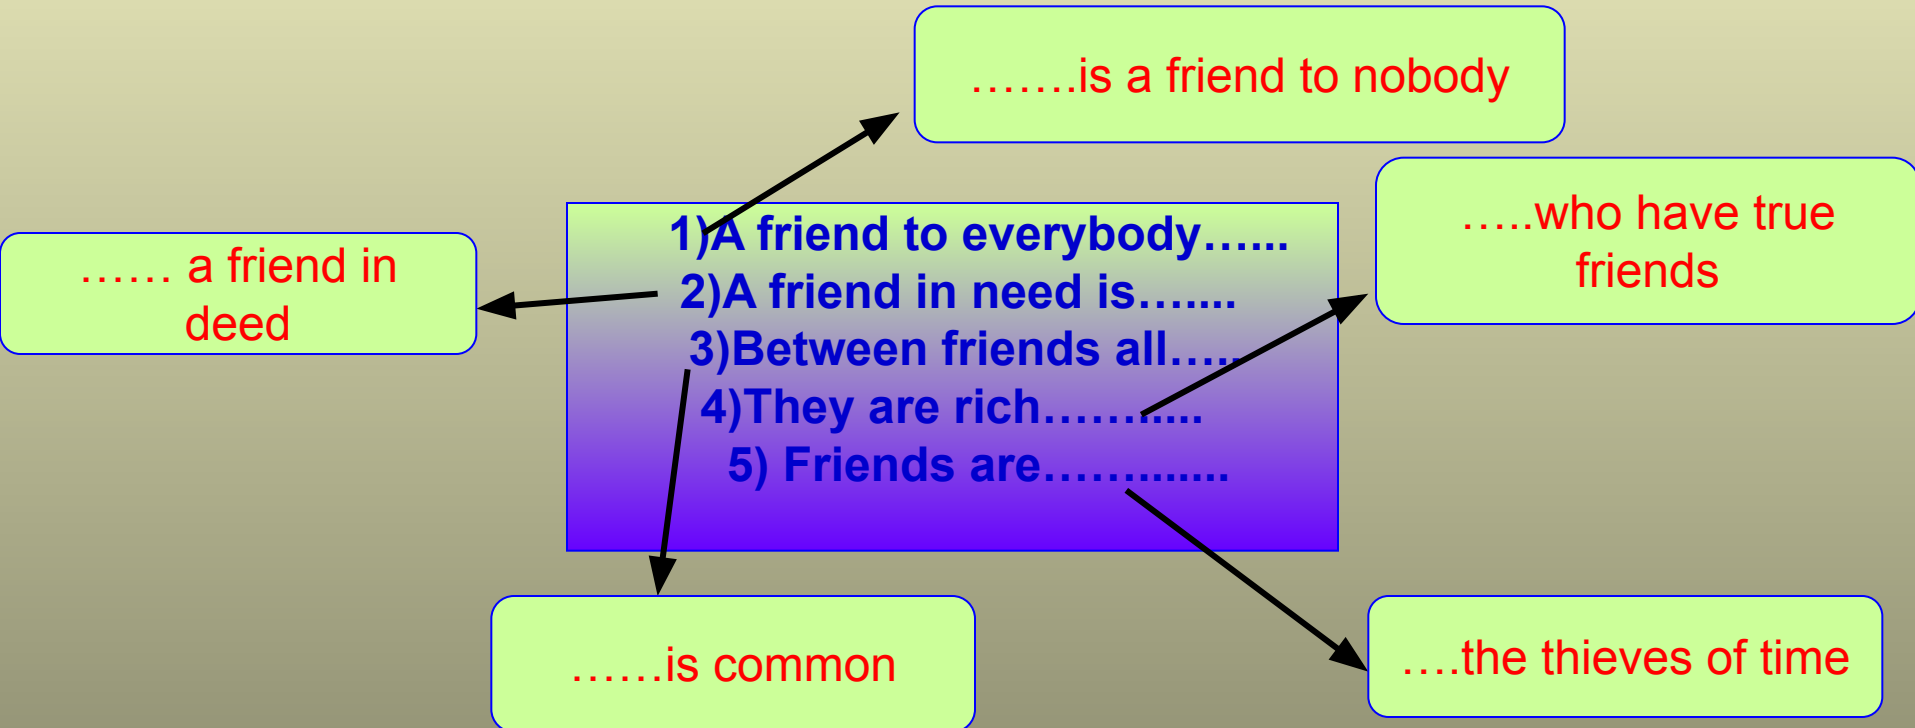 …….is a friend to nobody
…..who have true
friends
…… a friend in
deed
1)A friend to everybody…...
2)A friend in need is…....
3)Between friends all…..
4)They are rich…….....
5) Friends are…….......
……is common
….the thieves of time